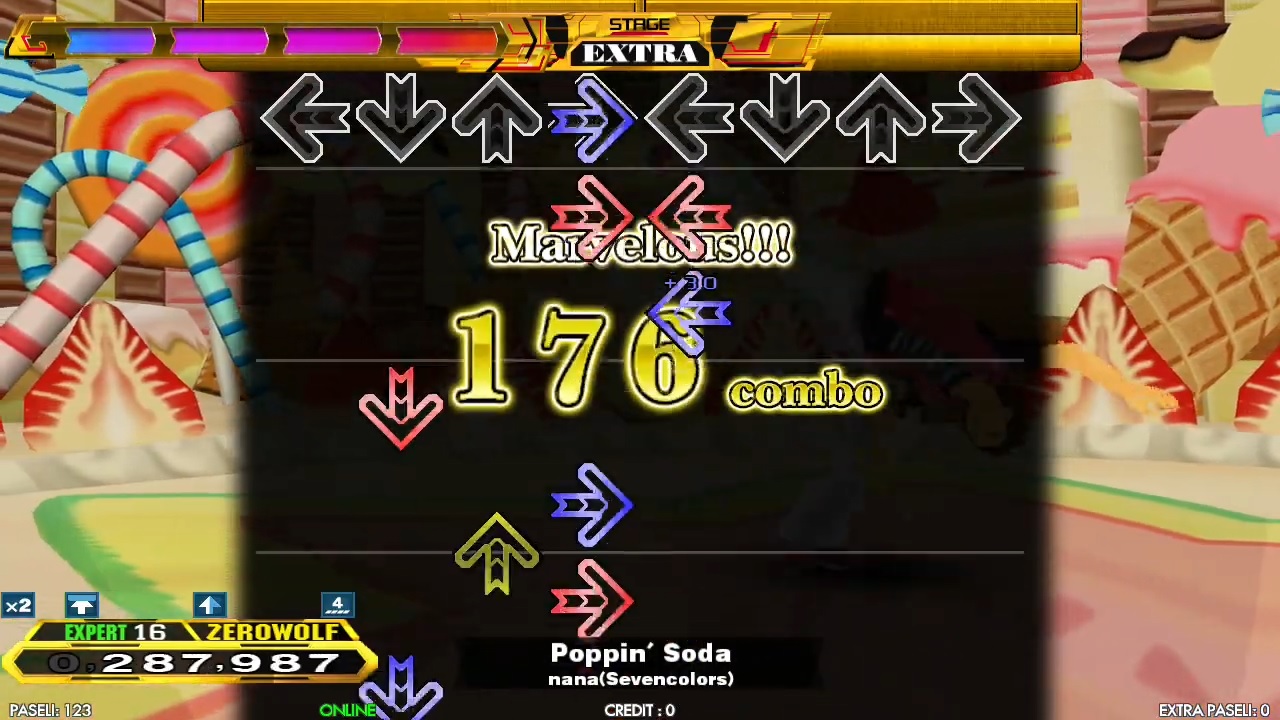 STAGE
EXTRA
Marvelous!!!
+30
176 combo
x2
4
EXPERT 16 ZEROWOLF
0,287,987
Poppin' Soda
nana(Sevencolors)
PASELI: 123
ONLINE
CREDIT : 0
EXTRA PASELI: 0